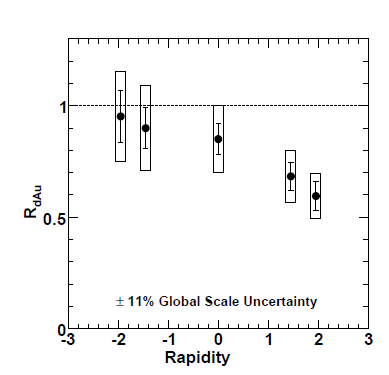 1
R_dAu
0.5
± 11% Global Scale Uncertainty
0
-3 -2 -1 0 1 2 3
Rapidity